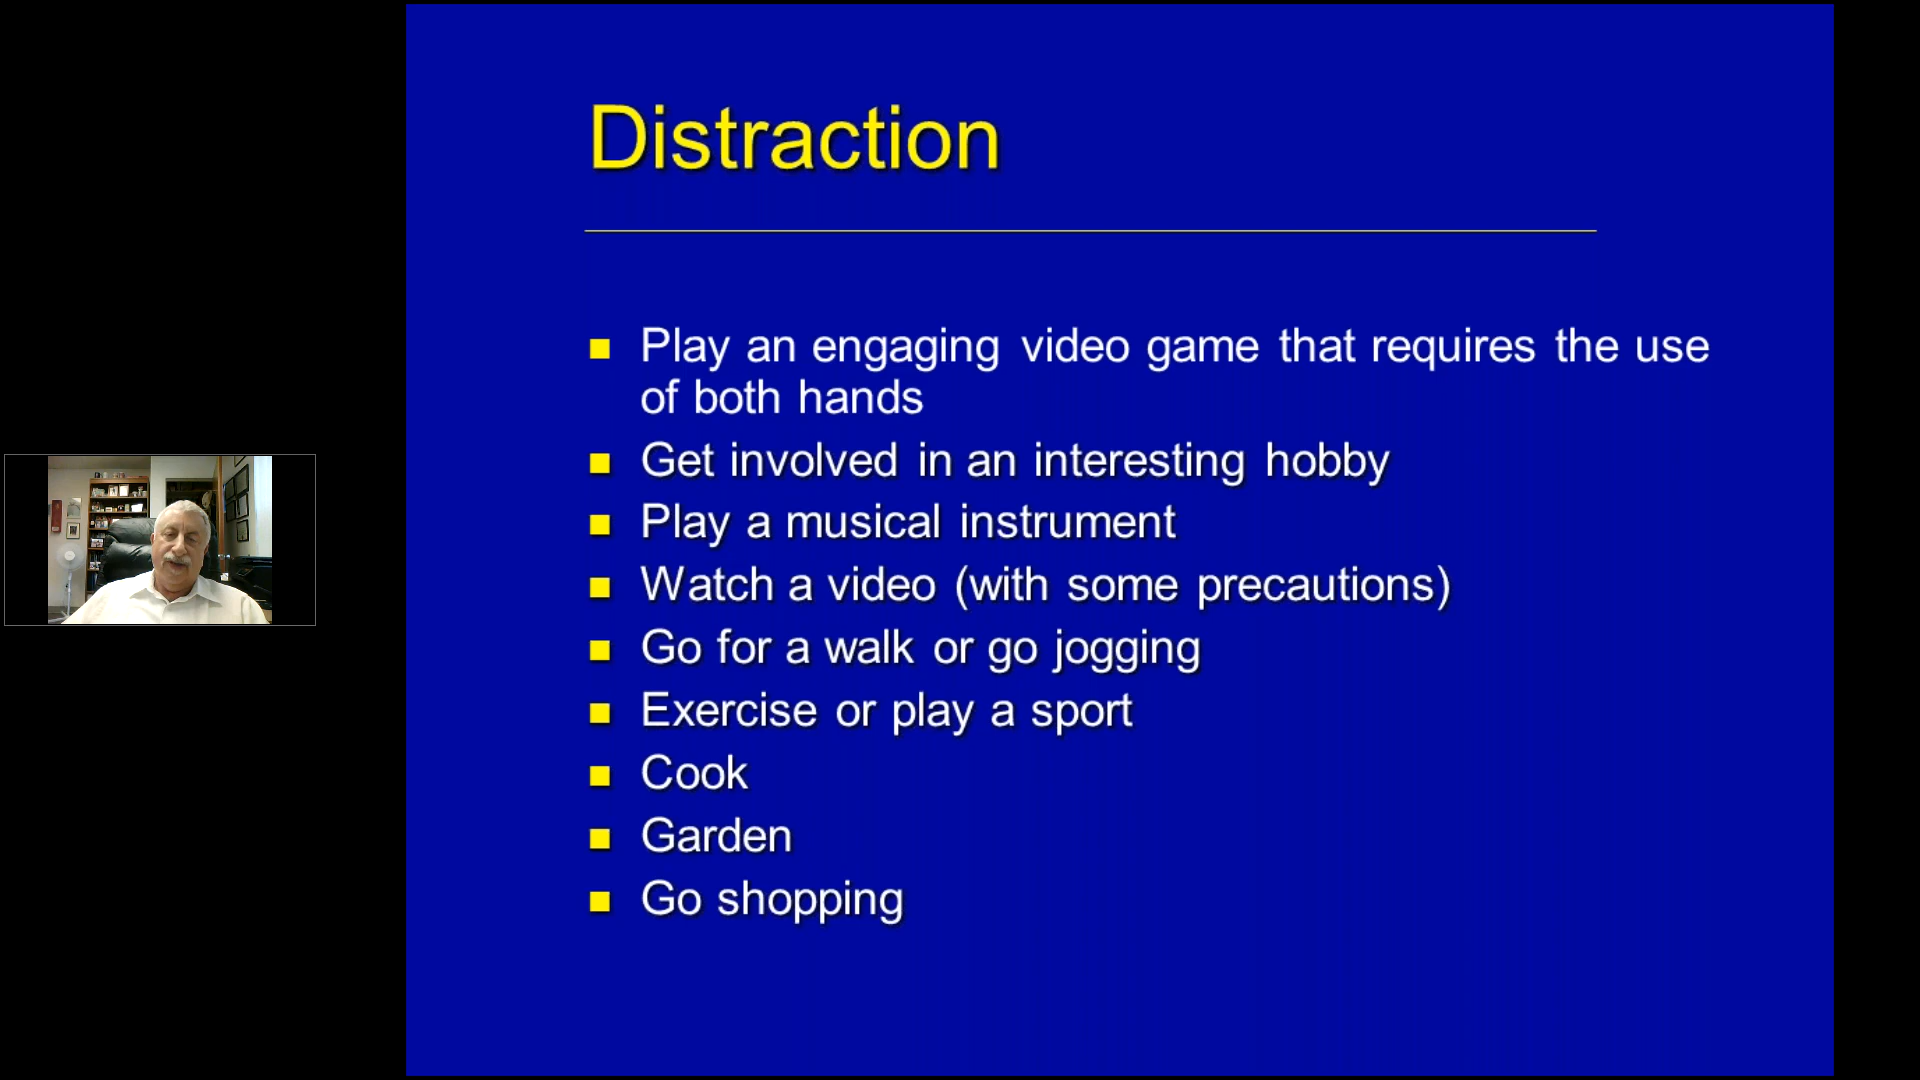 Distraction
Play an engaging video game that requires the use
of both hands
Get involved in an interesting hobby
Play a musical instrument
Watch a video (with some precautions)
Go for a walk or go jogging
Exercise or play a sport
Cook
Garden
Go shopping